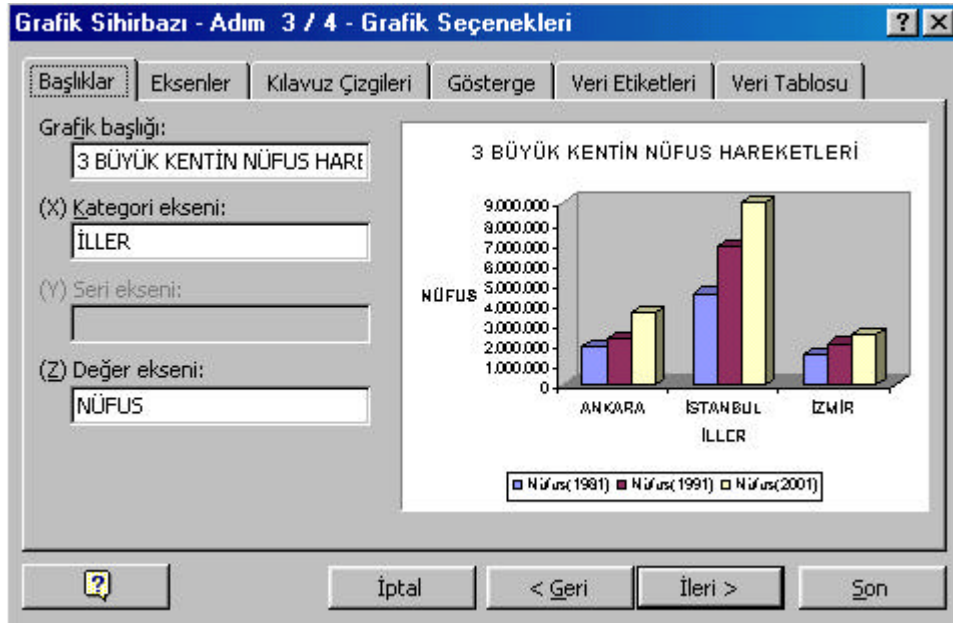 Grafik Sihirbazı - Adım 3 / 4 - Grafik Seçenekleri
Başlıklar Eksenler Kılavuz Çizgileri Gösterge Veri Etiketleri Veri Tablosu
Grafik başlığı:
3 BÜYÜK KENTİN NÜFUS HARE
(X) Kategori ekseni:
İLLER
(Y) Seri ekseni:
(Z) Değer ekseni:
NÜFUS
3 BÜYÜK KENTİN NÜFUS HAREKETLERİ
9.000.000
8.000.000
7.000.000
6.000.000
5.000.000
4.000.000
3.000.000
2.000.000
1.000.000
0
NÜFUS
ANKARA İSTANBUL İZMİR
İLLER
Nüfus(1981) Nüfus(1991) Nüfus(2001)
İptal < Geri İleri > Son